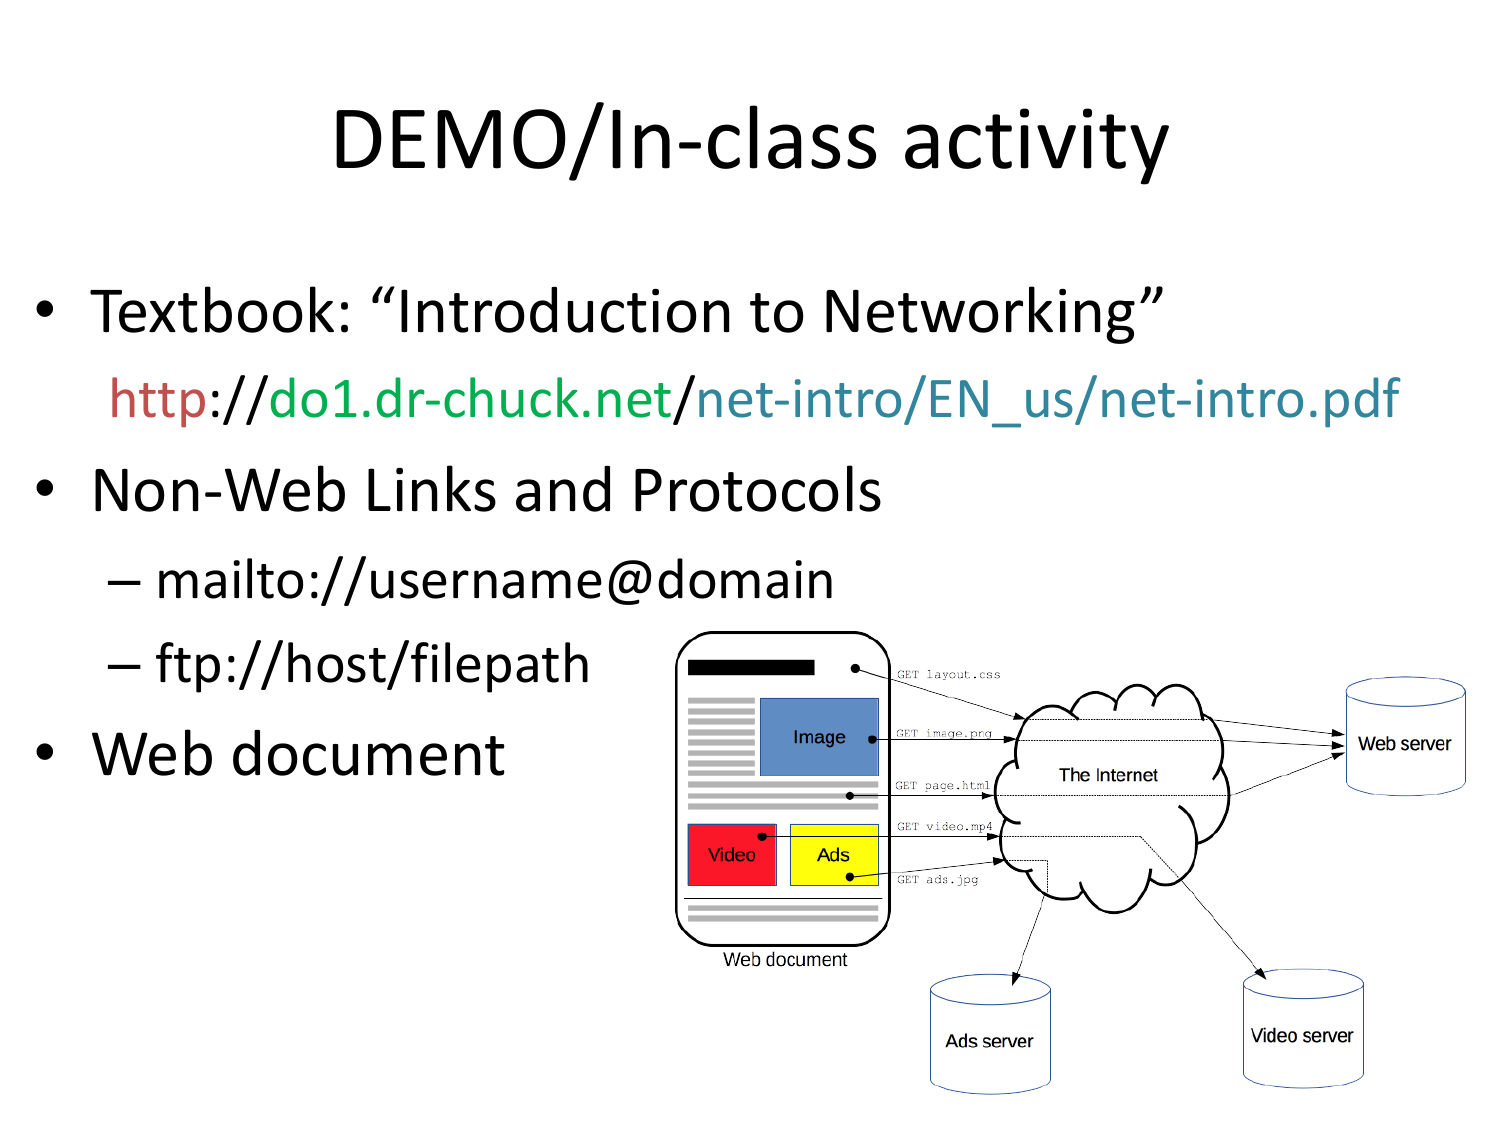 DEMO/In-class activity
• Textbook: “Introduction to Networking”
http://do1.dr-chuck.net/net-intro/EN_us/net-intro.pdf
• Non-Web Links and Protocols
– mailto://username@domain
– ftp://host/filepath
• Web document
GET layout.css
Image
GET image.png
Web server
The Internet
GET page.html
GET video.mp4
Video
Ads
GET ads.jpg
Web document
Ads server
Video server